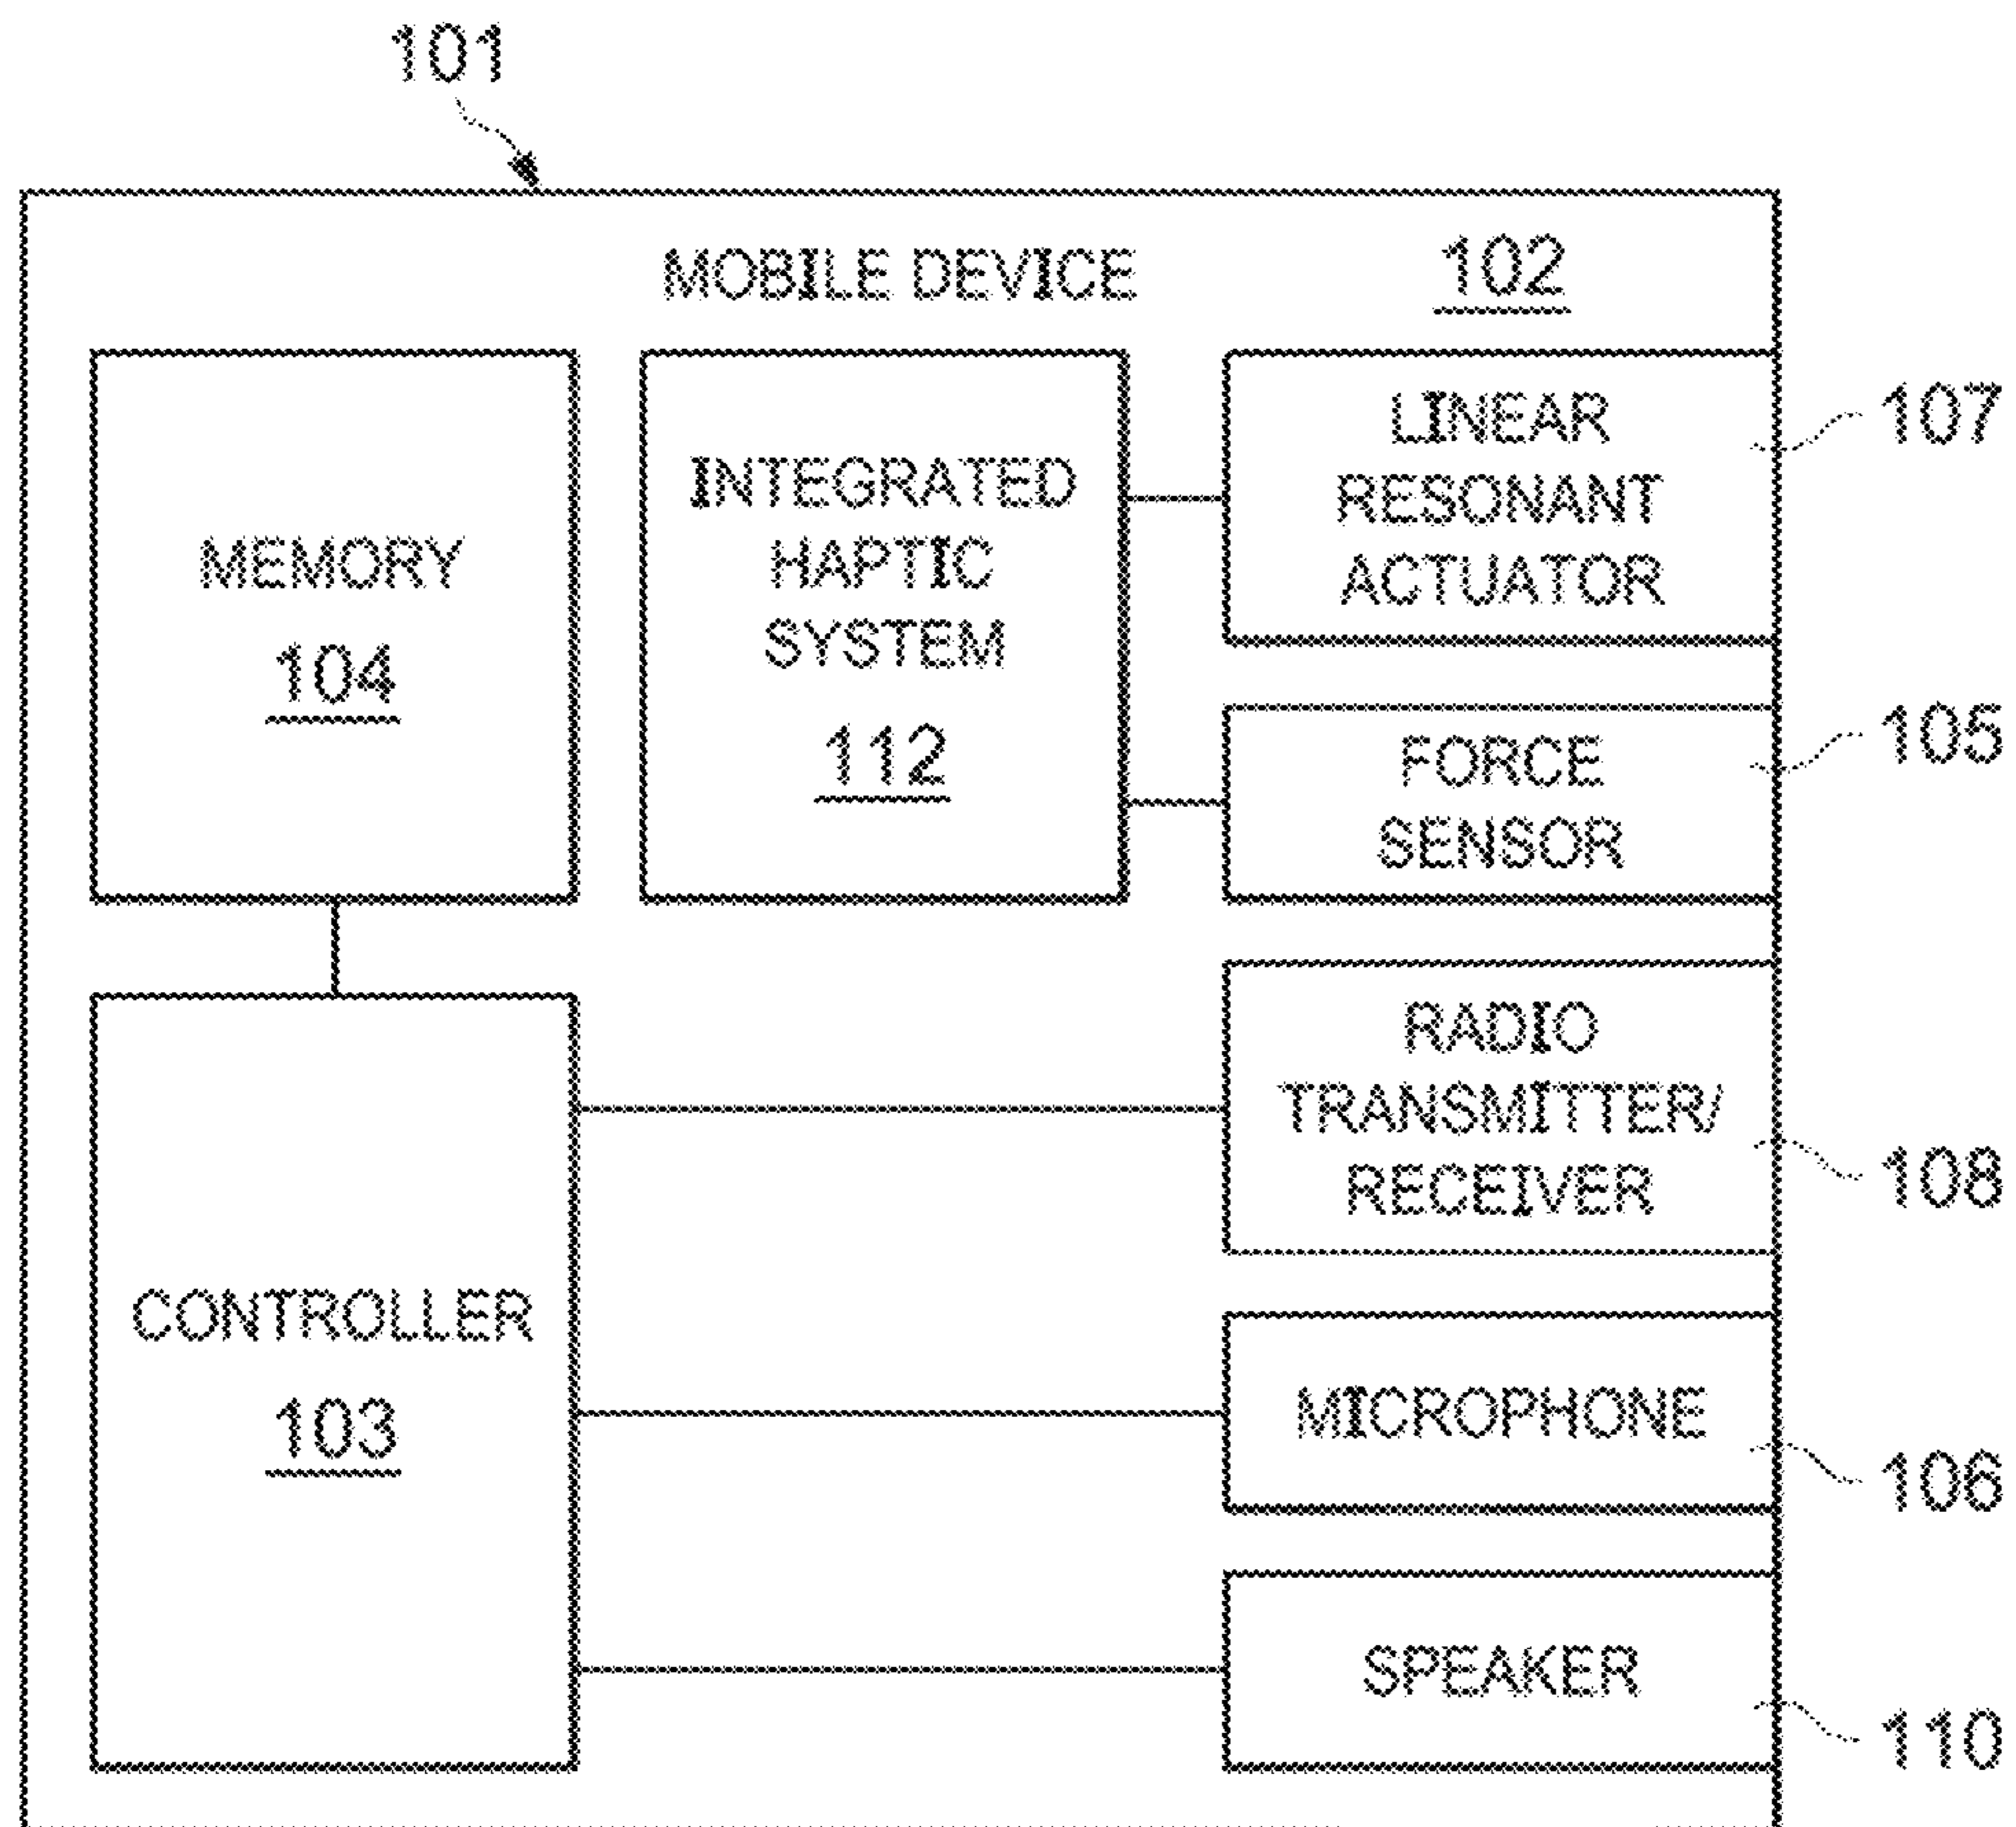 101
MOBILE DEVICE 102
MEMORY
104
INTEGRATED
HAPTIC
SYSTEM
112
LINEAR
RESONANT
ACTUATOR
107
FORCE
SENSOR
105
CONTROLLER
103
RADIO
TRANSMITTER/
RECEIVER
108
MICROPHONE
106
SPEAKER
110